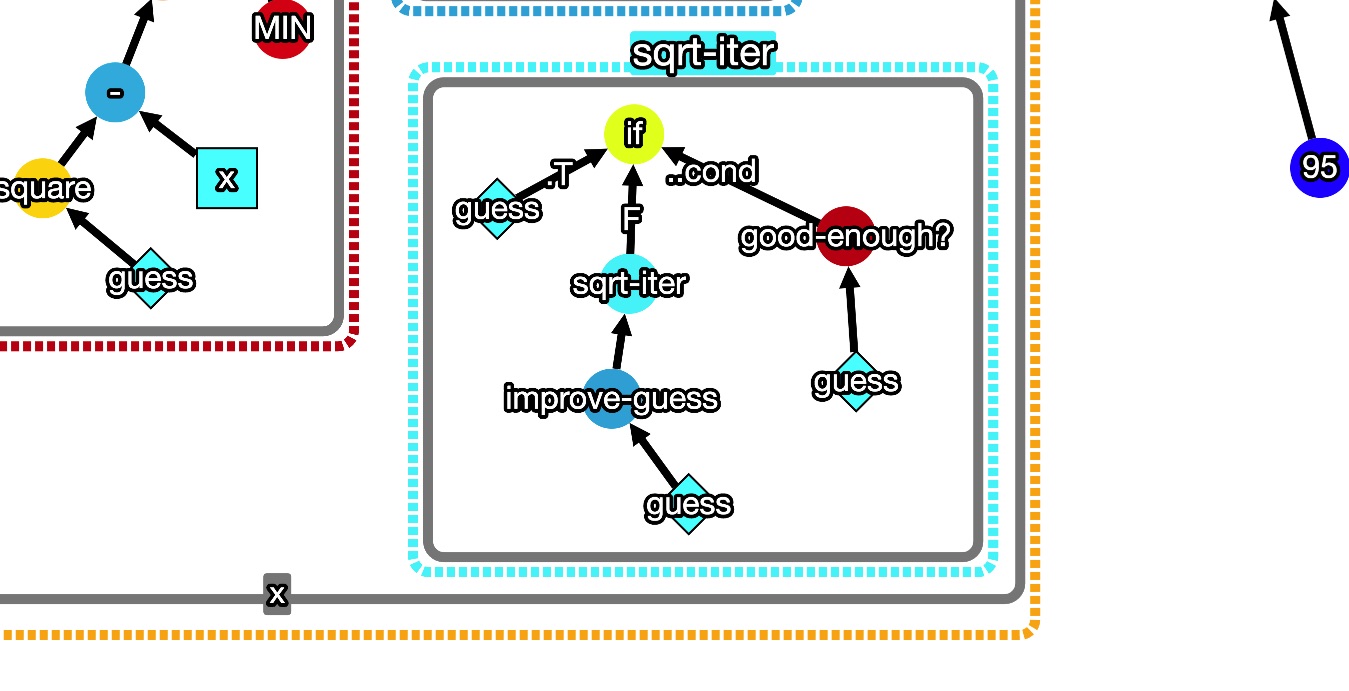 MIN
sqrt-iter
-
if
95
.T
..cond
square
x
guess
F
good-enough?
guess
sqrt-iter
improve-guess
guess
guess
x